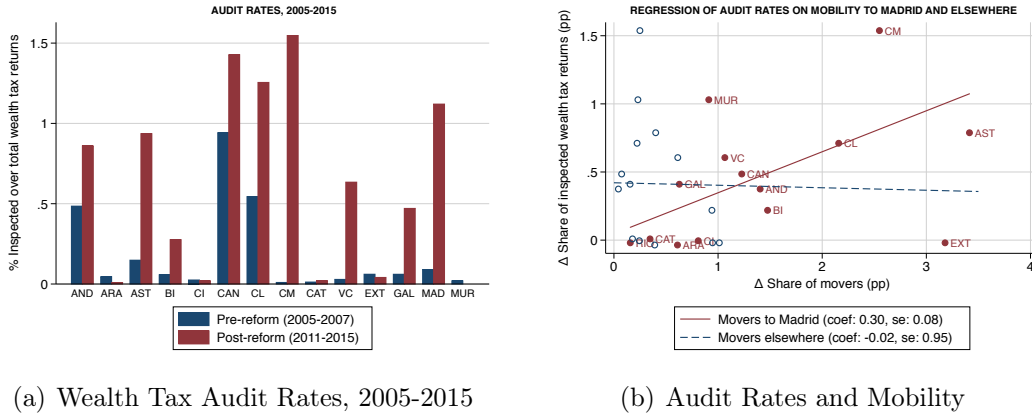 AUDIT RATES, 2005-2015
% Inspected over total wealth tax returns
1.5
1
.5
0
AND ARA AST BI CI CAN CL CM CAT VC EXT GAL MAD MUR
Pre-reform (2005-2007)
Post-reform (2011-2015)
(a) Wealth Tax Audit Rates, 2005-2015
REGRESSION OF AUDIT RATES ON MOBILITY TO MADRID AND ELSEWHERE
Δ Share of inspected wealth tax returns (pp)
1.5
1
.5
0
CM
MUR
AST
CL
VC
CAN
GAL
AND
BI
CAT
CI
ARA
EXT
0 1 2 3 4
Δ Share of movers (pp)
Movers to Madrid (coef: 0.30, se: 0.08)
Movers elsewhere (coef: -0.02, se: 0.95)
(b) Audit Rates and Mobility